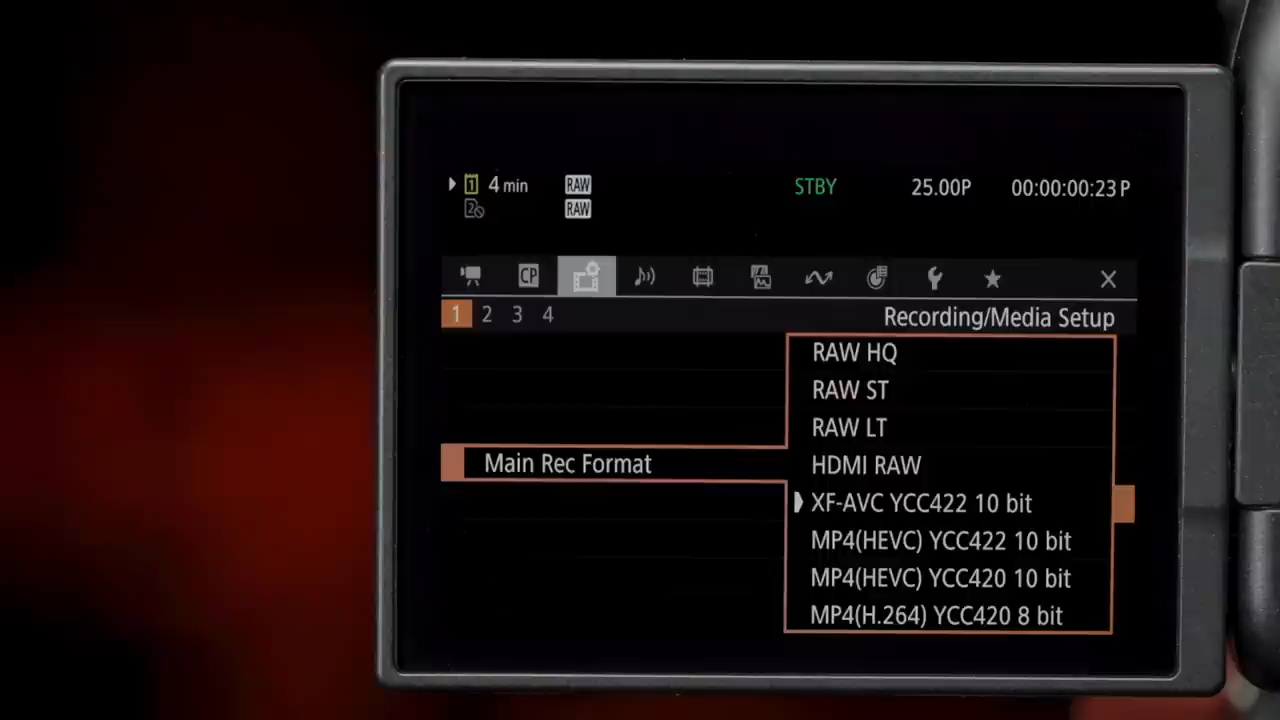 1 4 min RAW STBY 25.00P 00:00:00:23 P
2 RAW
CP
1 2 3 4 Recording/Media Setup
RAW HQ
RAW ST
RAW LT
Main Rec Format
HDMI RAW
XF-AVC YCC422 10 bit
MP4(HEVC) YCC422 10 bit
MP4(HEVC) YCC420 10 bit
MP4(H.264) YCC420 8 bit